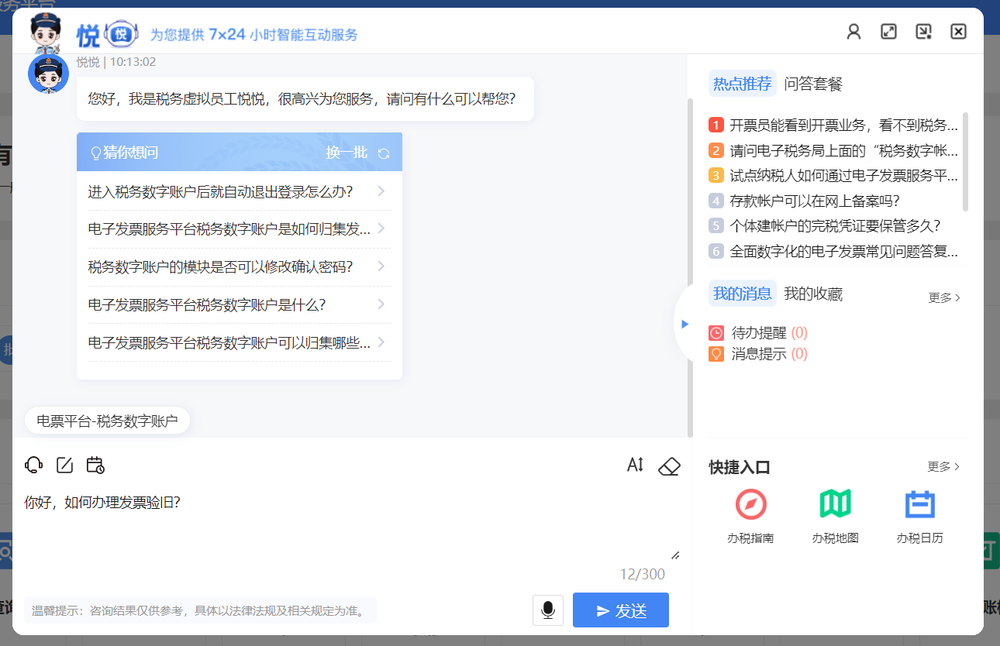 服务平台
悦
悦
为您提供 7×24 小时智能互动服务
悦悦 | 10:13:02
您好，我是税务虚拟员工悦悦，很高兴为您服务，请问有什么可以帮您？
猜你想问
换一批
进入税务数字账户后就自动退出登录怎么办？
电子发票服务平台税务数字账户是如何归集发...
税务数字账户的模块是否可以修改确认密码？
电子发票服务平台税务数字账户是什么？
电子发票服务平台税务数字账户可以归集哪些...
电票平台-税务数字账户
你好，如何办理发票验旧？
12/300
温馨提示：咨询结果仅供参考，具体以法律法规及相关规定为准。
发送
热点推荐 问答套餐
1 开票员能看到开票业务，看不到税务...
2 请问电子税务局上面的“税务数字帐...
3 试点纳税人如何通过电子发票服务平...
4 存款帐户可以在网上备案吗？
5 个体建帐户的完税凭证要保管多久？
6 全面数字化的电子发票常见问题答复...
我的消息 我的收藏
更多
待办提醒 (0)
消息提示 (0)
快捷入口
更多
办税指南
办税地图
办税日历